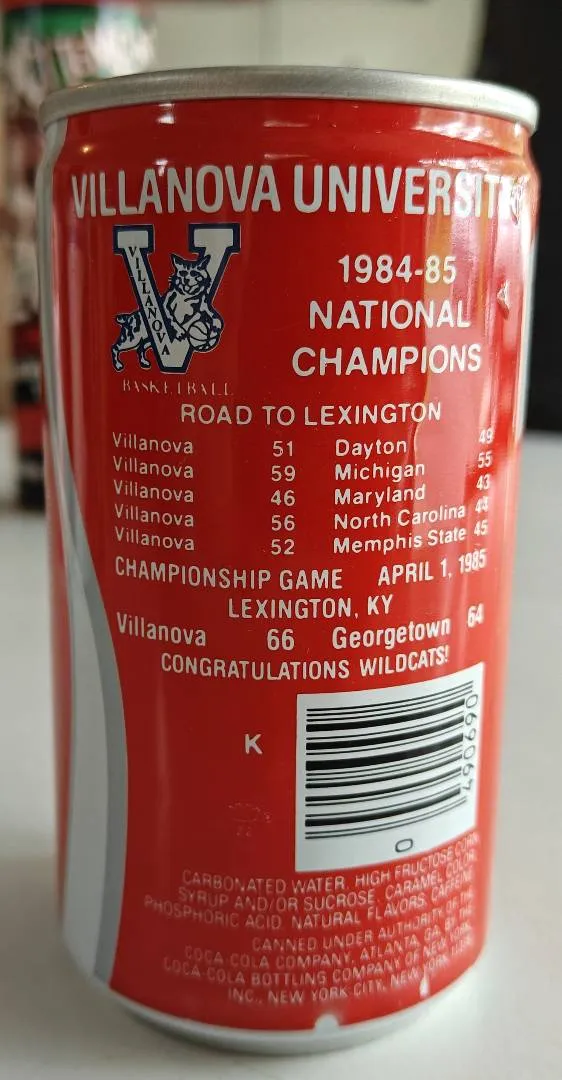 VILLANOVA UNIVERSITY
VILLANOVA
BASKETBALL
1984-85
NATIONAL
CHAMPIONS
ROAD TO LEXINGTON
Villanova 51 Dayton 49
Villanova 59 Michigan 55
Villanova 46 Maryland 43
Villanova 56 North Carolina 44
Villanova 52 Memphis State 45
CHAMPIONSHIP GAME APRIL 1, 1985
LEXINGTON, KY
Villanova 66 Georgetown 64
CONGRATULATIONS WILDCATS!
K
069064
0
CARBONATED WATER, HIGH FRUCTOSE CORN
SYRUP AND/OR SUCROSE, CARAMEL COLOR,
PHOSPHORIC ACID, NATURAL FLAVORS, CAFFEINE
CANNED UNDER AUTHORITY OF THE
COCA-COLA COMPANY, ATLANTA, GA. BY THE
COCA-COLA BOTTLING COMPANY OF NEW YORK,
INC., NEW YORK CITY, NEW YORK